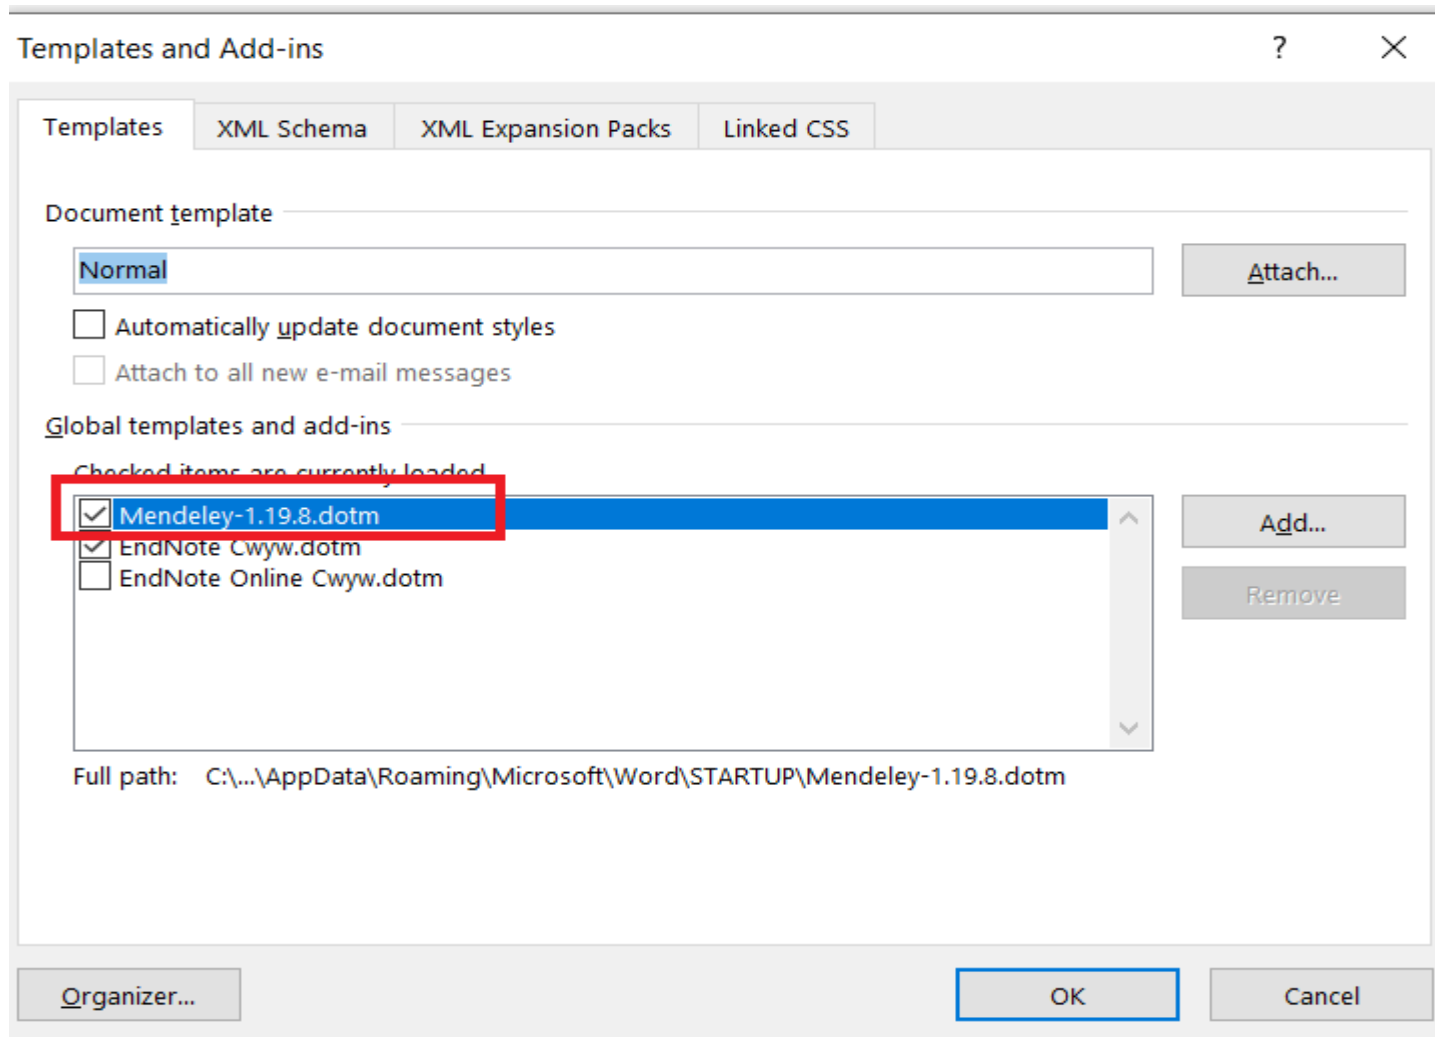 Templates and Add-ins ?
Templates XML Schema XML Expansion Packs Linked CSS
Document template
Normal Attach...
Automatically update document styles
Attach to all new e-mail messages
Global templates and add-ins
Checked items are currently loaded.
Mendeley-1.19.8.dotm Add...
EndNote Cwyw.dotm
EndNote Online Cwyw.dotm
Remove
Full path: C:\...\AppData\Roaming\Microsoft\Word\STARTUP\Mendeley-1.19.8.dotm
Organizer... OK Cancel